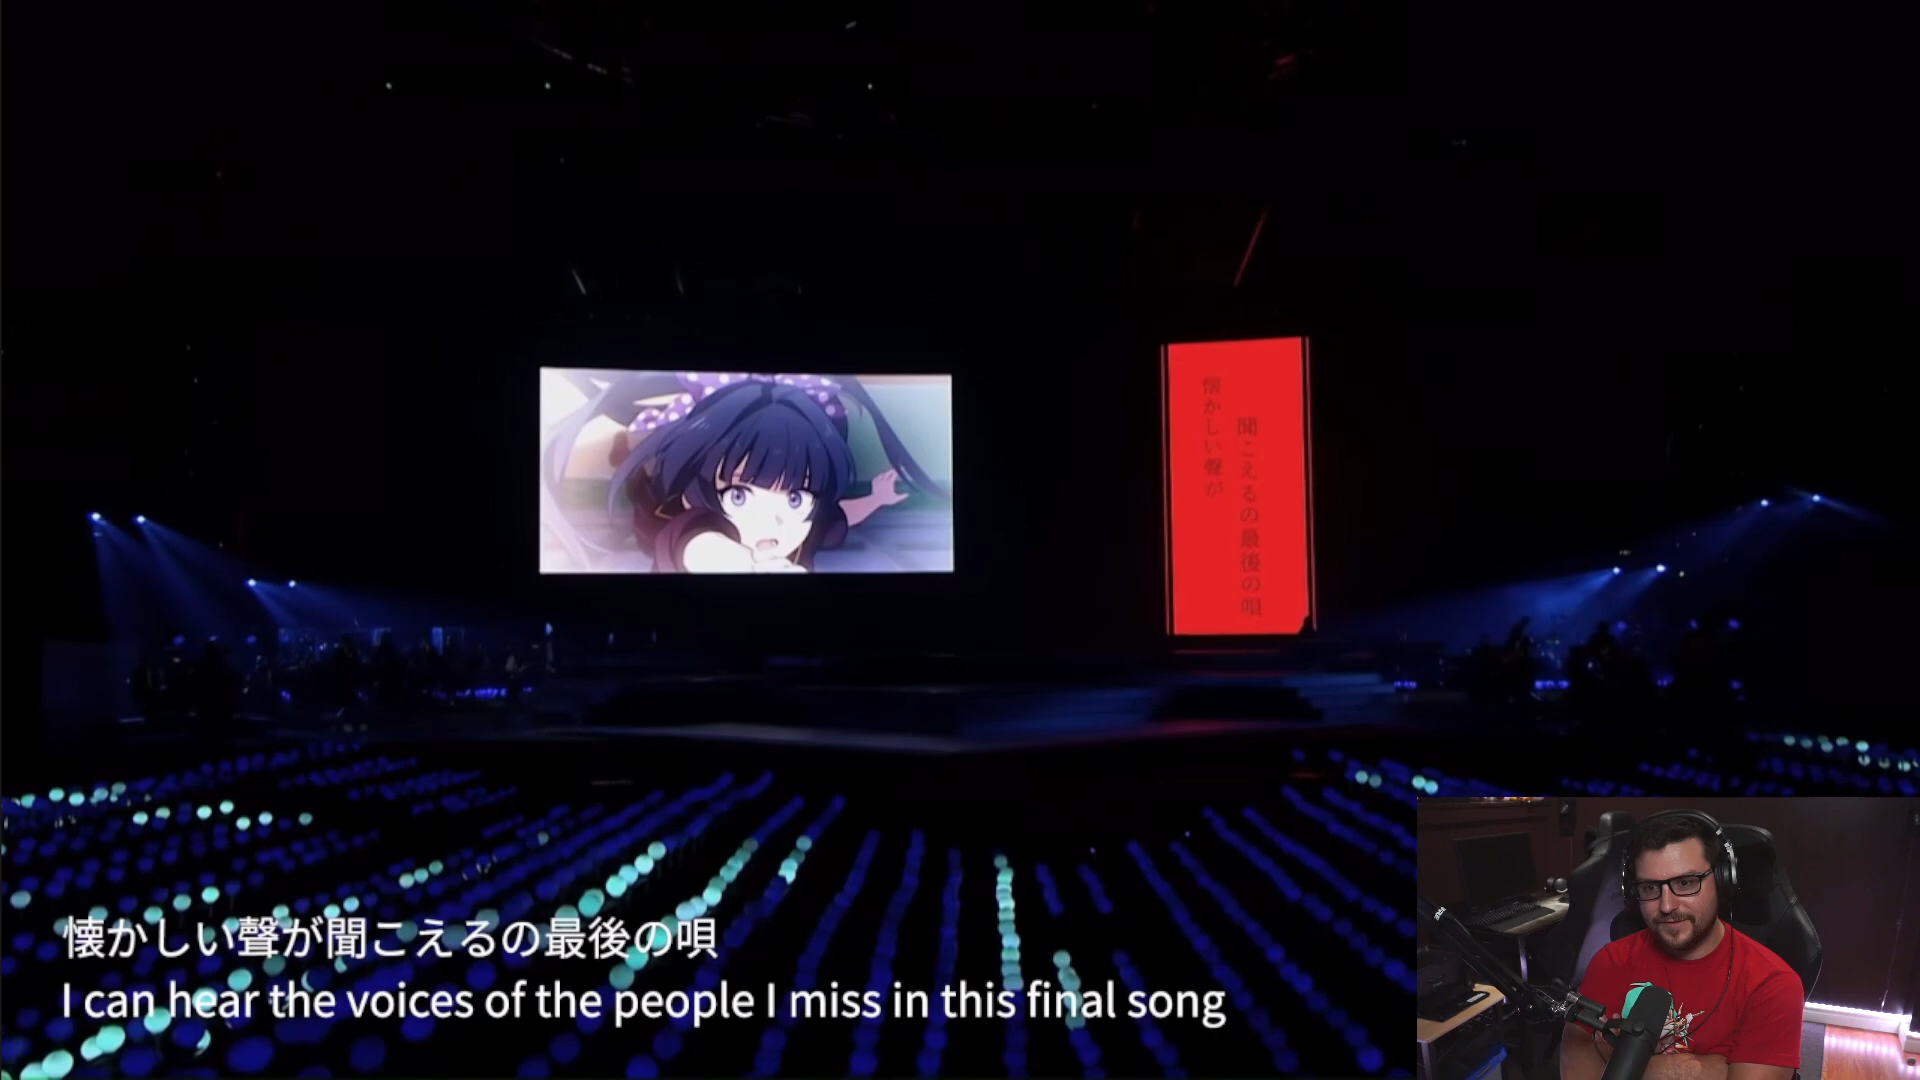 懐かしい聲が
聞こえるの最後の唄
懐かしい聲が聞こえるの最後の唄
I can hear the voices of the people I miss in this final song